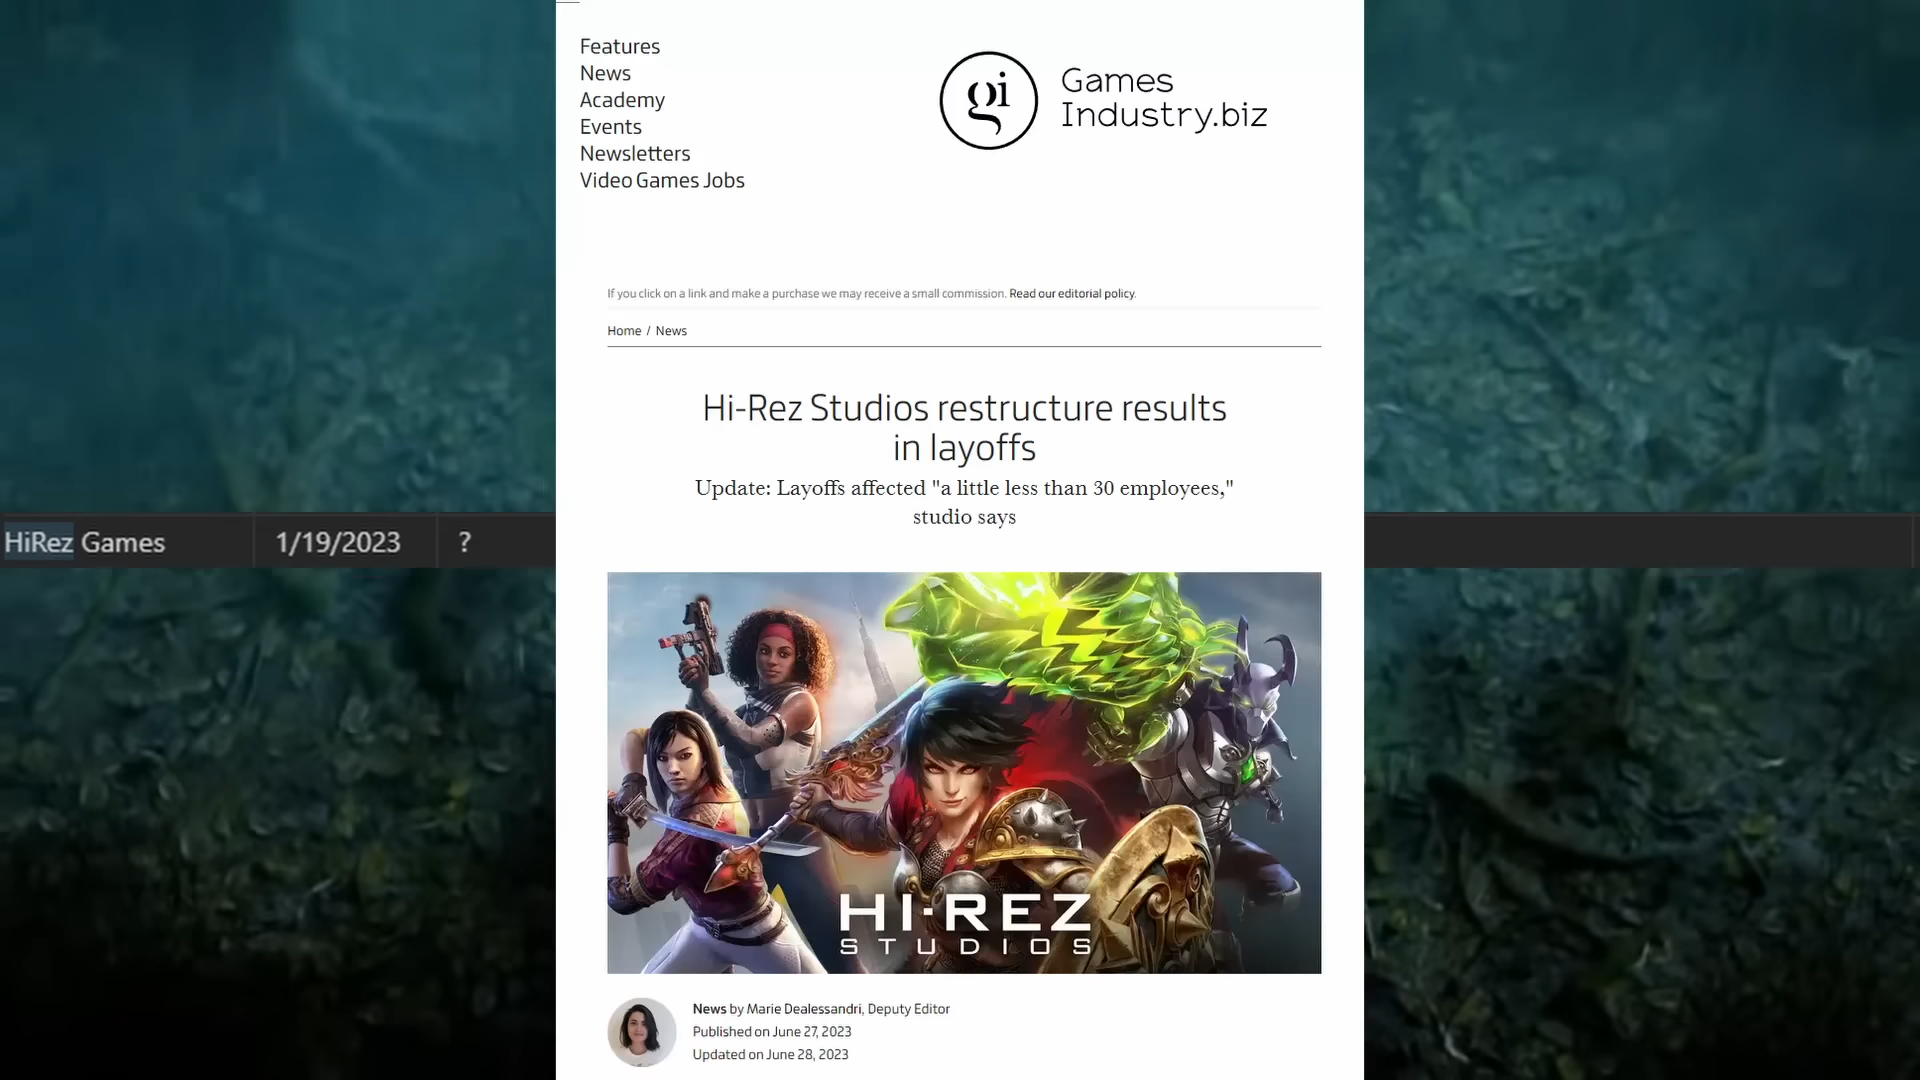 Features
News
Academy
Events
Newsletters
Video Games Jobs
gi
Games
Industry.biz
If you click on a link and make a purchase we may receive a small commission. Read our editorial policy.
Home / News
Hi-Rez Studios restructure results
in layoffs
Update: Layoffs affected "a little less than 30 employees,"
studio says
HiRez Games 1/19/2023 ?
HI-REZ
STUDIOS
News by Marie Dealessandri, Deputy Editor
Published on June 27, 2023
Updated on June 28, 2023